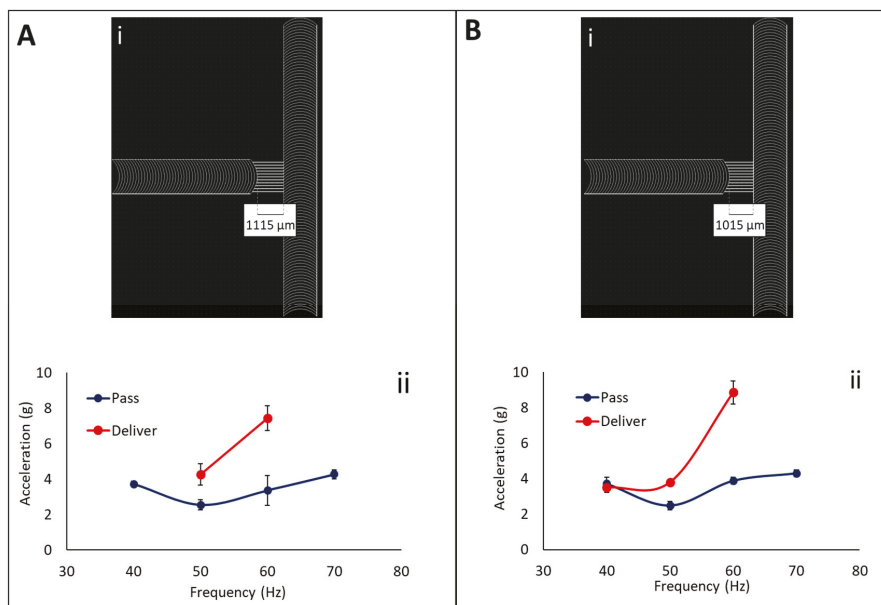 A
i
1115 µm
ii
Pass
Deliver
Acceleration (g)
10
8
6
4
2
0
30 40 50 60 70 80
Frequency (Hz)
B
i
1015 µm
ii
Pass
Deliver
Acceleration (g)
10
8
6
4
2
0
30 40 50 60 70 80
Frequency (Hz)